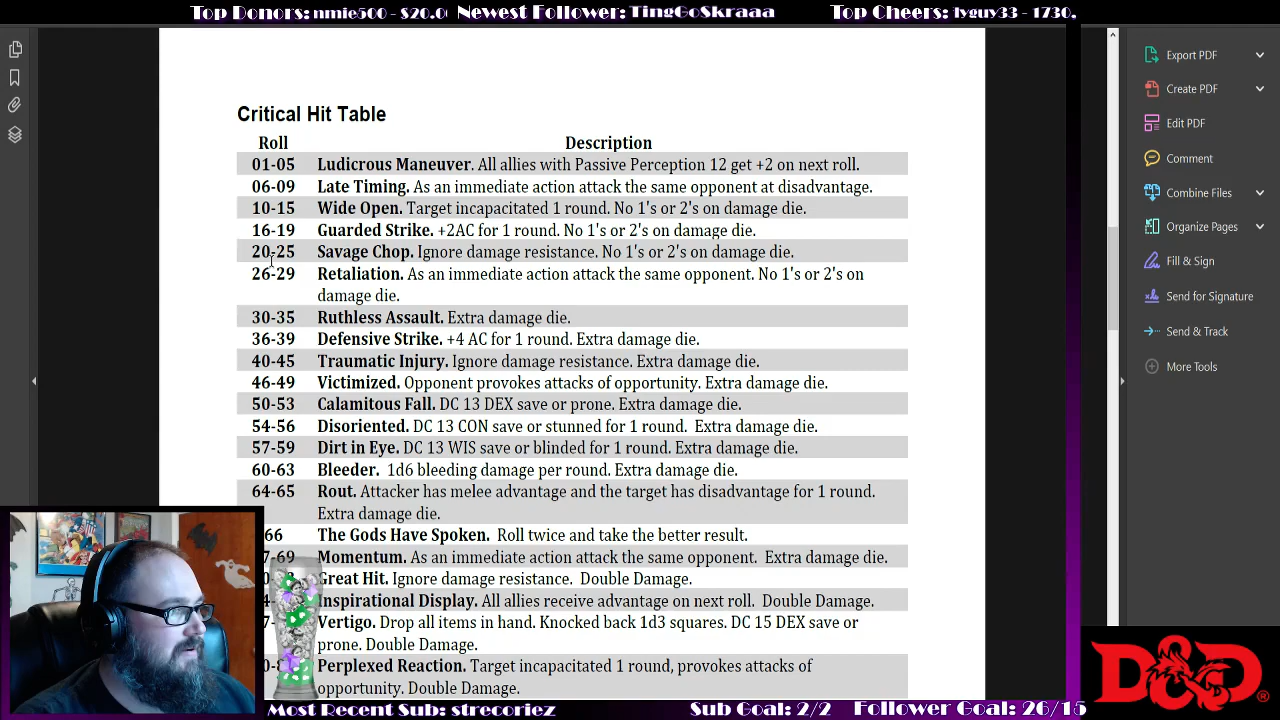 Top Donors: nmie500 - $20.0
Newest Follower: TingGoSkraaa
Top Cheers: fyguy33 - 1730,
Critical Hit Table
Roll Description
01-05 Ludicrous Maneuver. All allies with Passive Perception 12 get +2 on next roll.
06-09 Late Timing. As an immediate action attack the same opponent at disadvantage.
10-15 Wide Open. Target incapacitated 1 round. No 1's or 2's on damage die.
16-19 Guarded Strike. +2AC for 1 round. No 1's or 2's on damage die.
20-25 Savage Chop. Ignore damage resistance. No 1's or 2's on damage die.
26-29 Retaliation. As an immediate action attack the same opponent. No 1's or 2's on
damage die.
30-35 Ruthless Assault. Extra damage die.
36-39 Defensive Strike. +4 AC for 1 round. Extra damage die.
40-45 Traumatic Injury. Ignore damage resistance. Extra damage die.
46-49 Victimized. Opponent provokes attacks of opportunity. Extra damage die.
50-53 Calamitous Fall. DC 13 DEX save or prone. Extra damage die.
54-56 Disoriented. DC 13 CON save or stunned for 1 round. Extra damage die.
57-59 Dirt in Eye. DC 13 WIS save or blinded for 1 round. Extra damage die.
60-63 Bleeder. 1d6 bleeding damage per round. Extra damage die.
64-65 Rout. Attacker has melee advantage and the target has disadvantage for 1 round.
Extra damage die.
66 The Gods Have Spoken. Roll twice and take the better result.
Momentum. As an immediate action attack the same opponent. Extra damage die.
Great Hit. Ignore damage resistance. Double Damage.
Inspirational Display. All allies receive advantage on next roll. Double Damage.
Vertigo. Drop all items in hand. Knocked back 1d3 squares. DC 15 DEX save or
prone. Double Damage.
Perplexed Reaction. Target incapacitated 1 round, provokes attacks of
opportunity. Double Damage.
Export PDF
Create PDF
Edit PDF
Comment
Combine Files
Organize Pages
Fill & Sign
Send for Signature
Send & Track
More Tools
D&D
Most Recent Sub: strecoriez
Sub Goal: 2/2
Follower Goal: 26/15